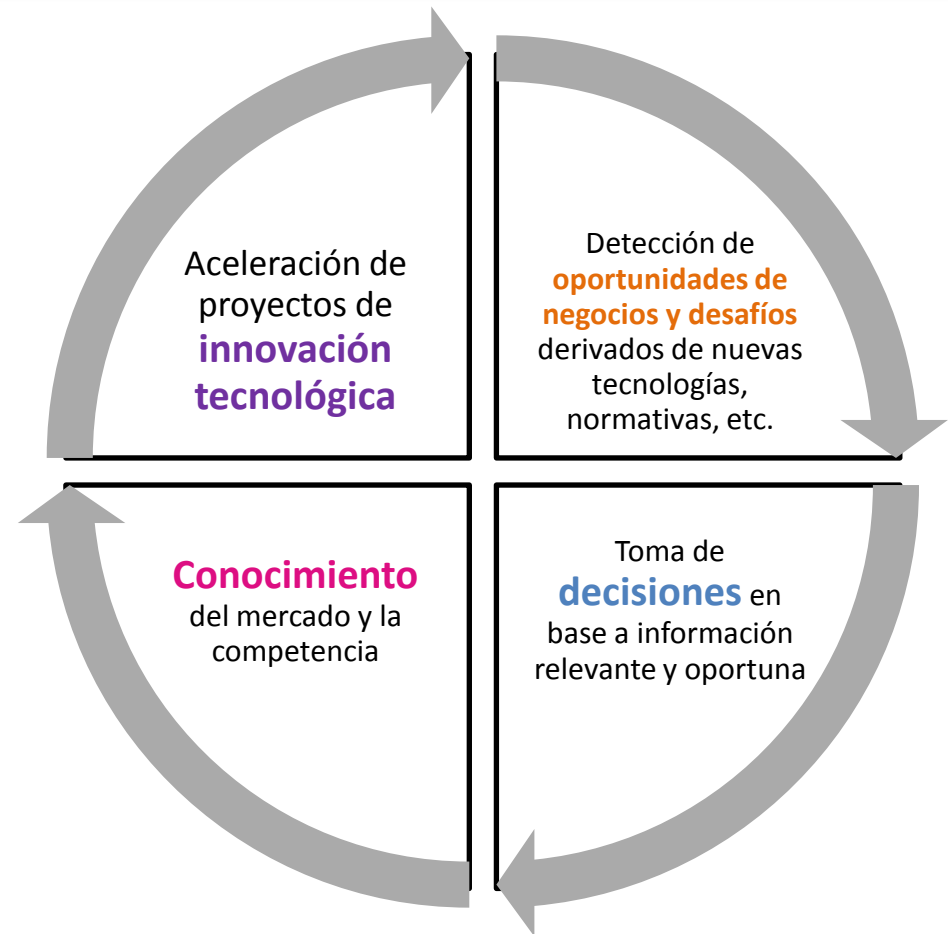 Aceleración de
proyectos de
innovación
tecnológica
Detección de
oportunidades de
negocios y desafíos
derivados de nuevas
tecnologías,
normativas, etc.
Conocimiento
del mercado y la
competencia
Toma de
decisiones en
base a información
relevante y oportuna